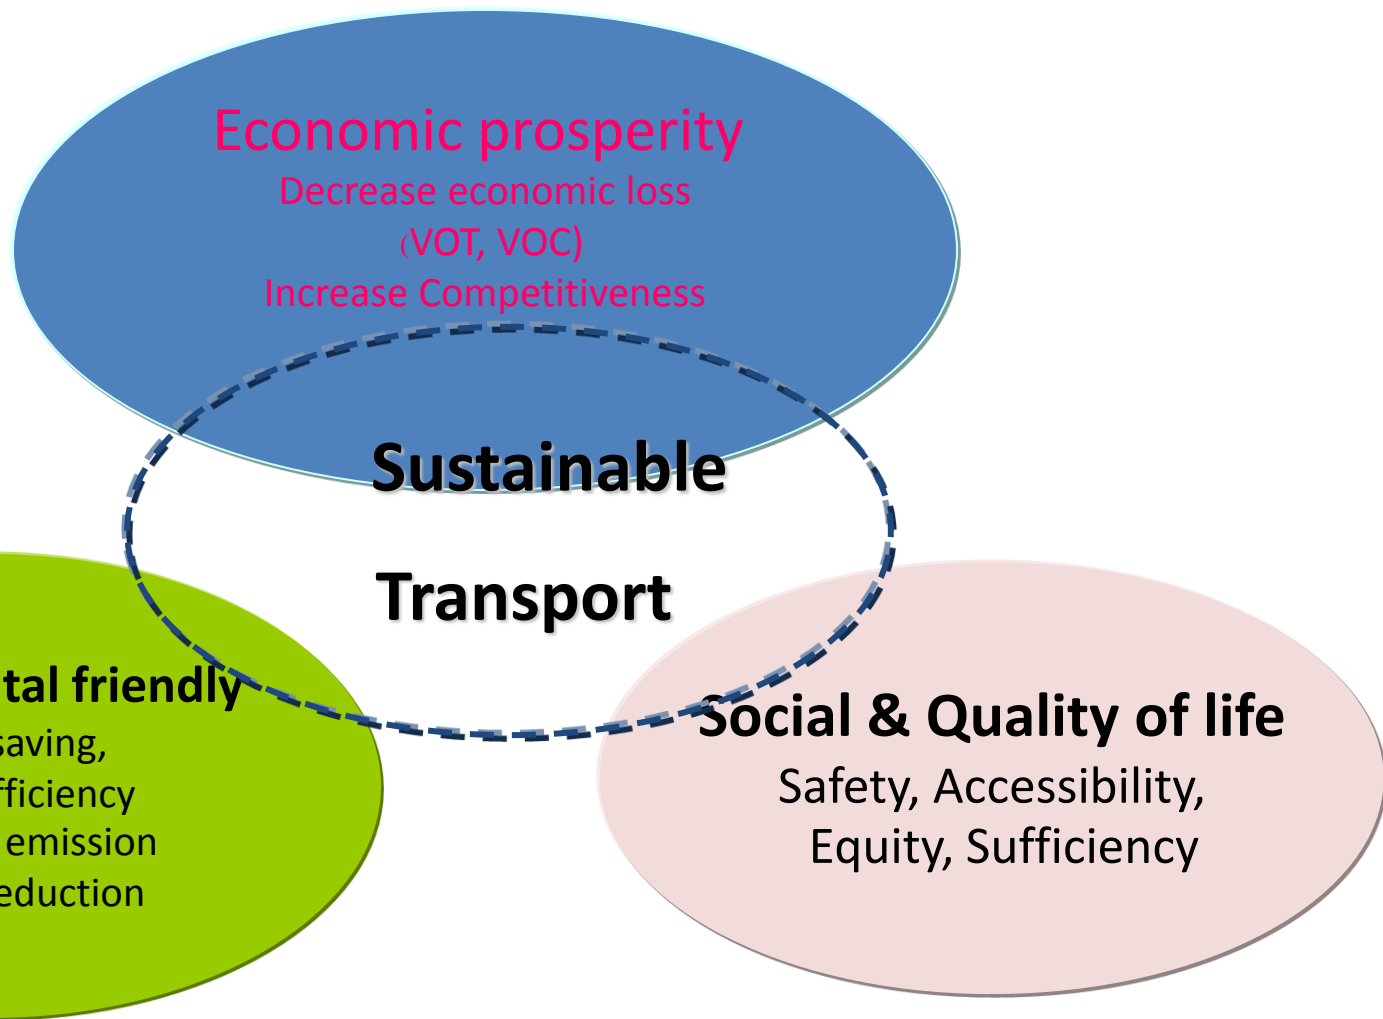 Economic prosperity
Decrease economic loss
(VOT, VOC)
Increase Competitiveness
Sustainable
Transport
tal friendly
saving,
fficiency
emission
eduction
Social & Quality of life
Safety, Accessibility,
Equity, Sufficiency